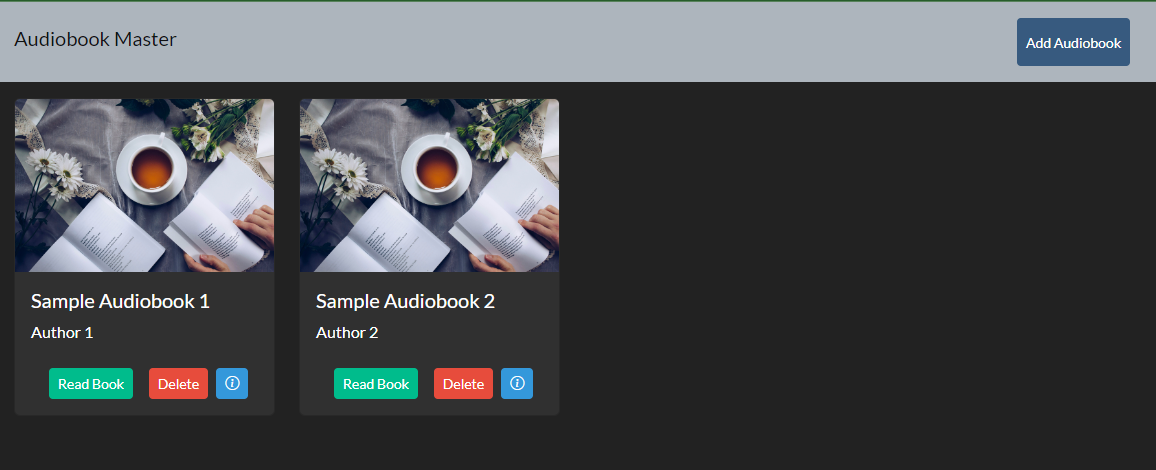 Audiobook Master
Add Audiobook
Sample Audiobook 1
Author 1
Read Book
Delete
Sample Audiobook 2
Author 2
Read Book
Delete